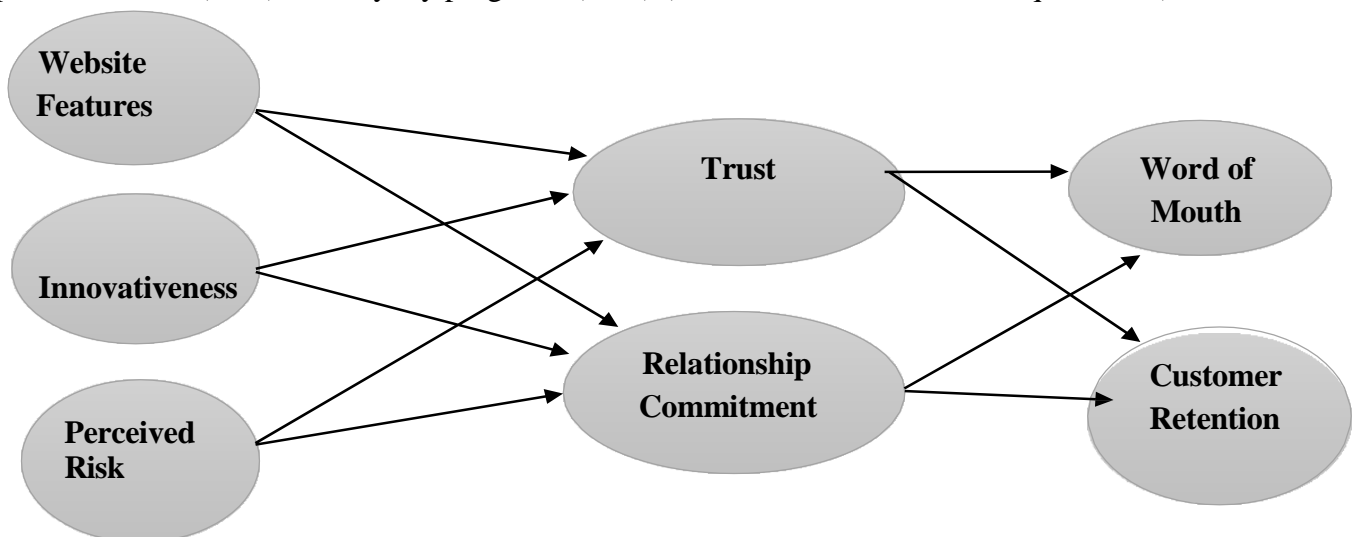 Website
Features
Trust
Word of
Mouth
Innovativeness
Relationship
Commitment
Customer
Retention
Perceived
Risk